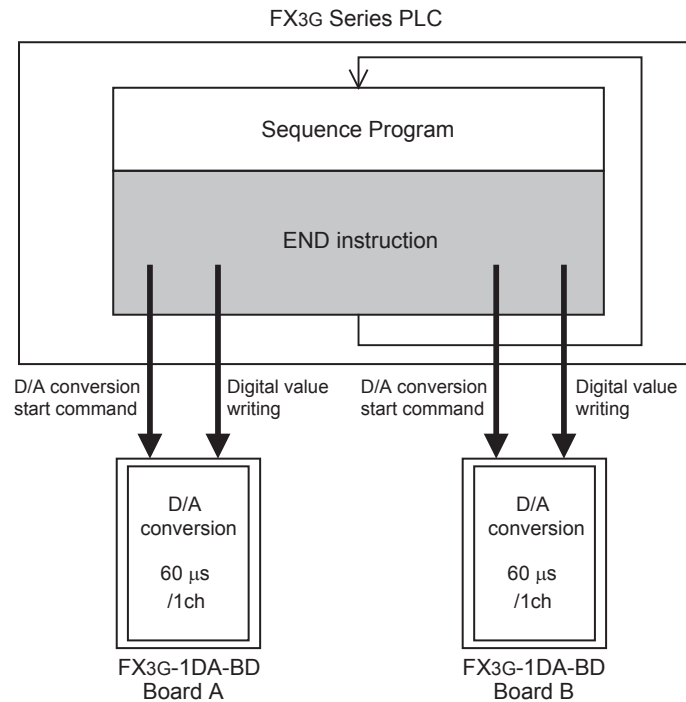 FX3G Series PLC
Sequence Program
END instruction
D/A conversion
start command
Digital value
writing
D/A conversion
start command
Digital value
writing
D/A
conversion
60 μs
/1ch
D/A
conversion
60 μs
/1ch
FX3G-1DA-BD
Board A
FX3G-1DA-BD
Board B